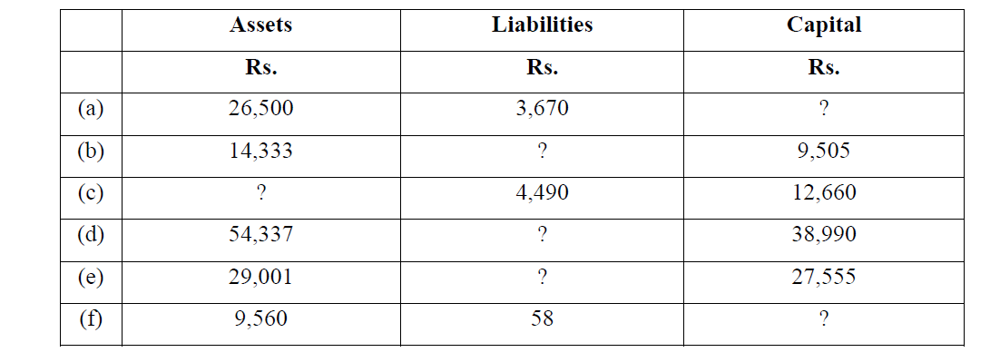 Assets Liabilities Capital
Rs. Rs. Rs.
(a) 26,500 3,670 ?
(b) 14,333 ? 9,505
(c) ? 4,490 12,660
(d) 54,337 ? 38,990
(e) 29,001 ? 27,555
(f) 9,560 58 ?